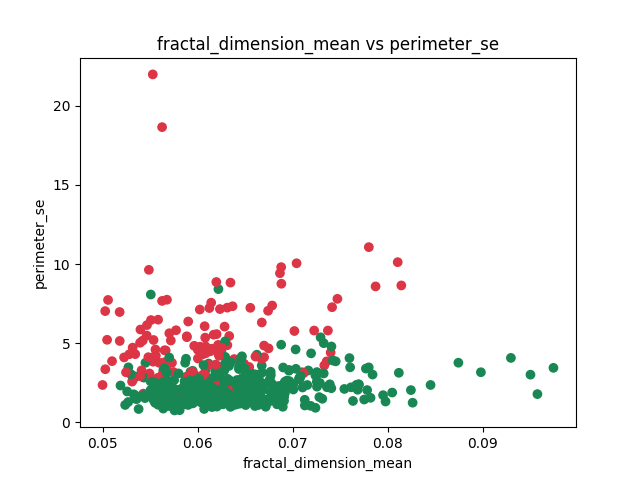 fractal_dimension_mean vs perimeter_se
20
15
10
5
0
perimeter_se
0.05 0.06 0.07 0.08 0.09
fractal_dimension_mean